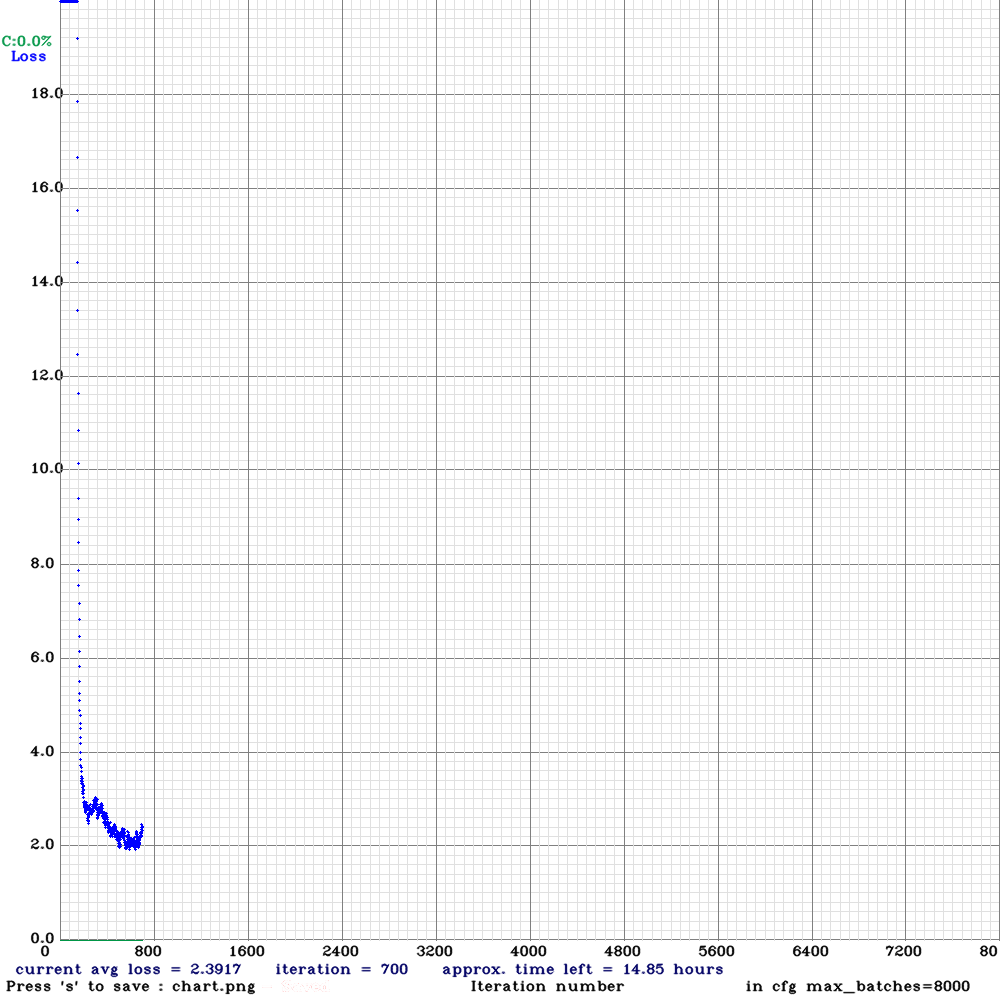 C:0.0%
Loss
18.0
16.0
14.0
12.0
10.0
8.0
6.0
4.0
2.0
0.0
0 800 1600 2400 3200 4000 4800 5600 6400 7200 80
current avg loss = 2.3917 iteration = 700 approx. time left = 14.85 hours
Press 's' to save : chart.png Iteration number in cfg max_batches=8000